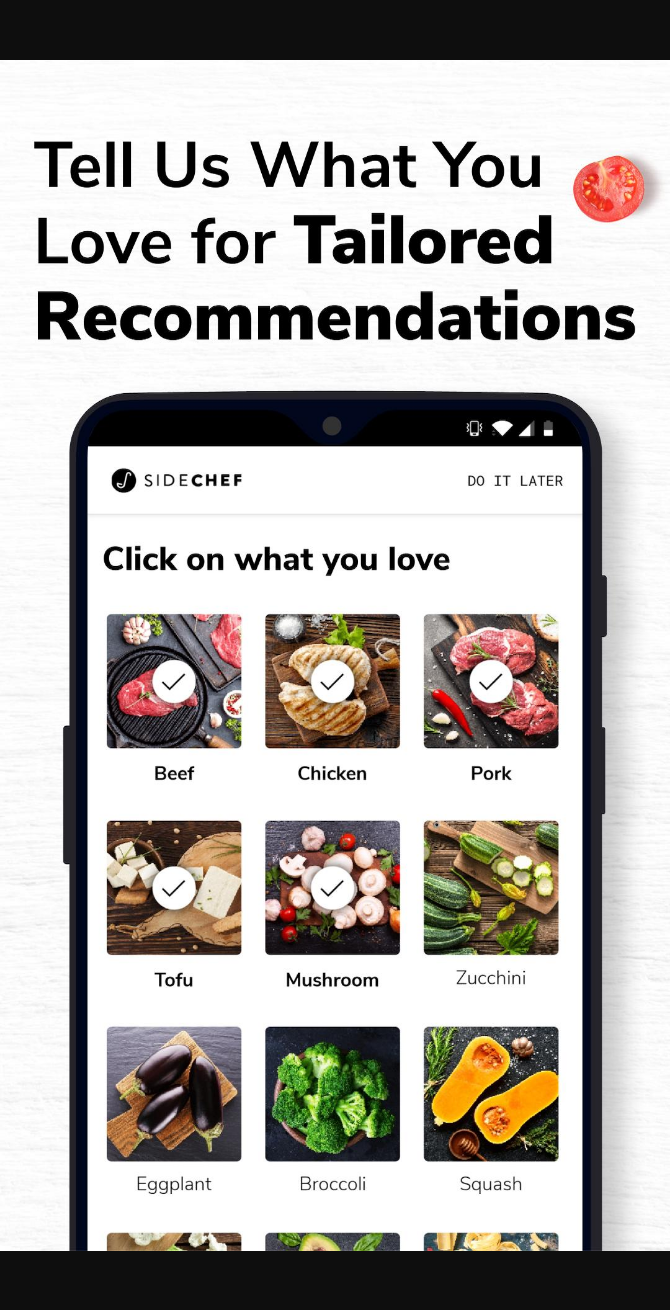 Tell Us What You
Love for Tailored
Recommendations
SIDECHEF
DO IT LATER
Click on what you love
Beef
Chicken
Pork
Tofu
Mushroom
Zucchini
Eggplant
Broccoli
Squash